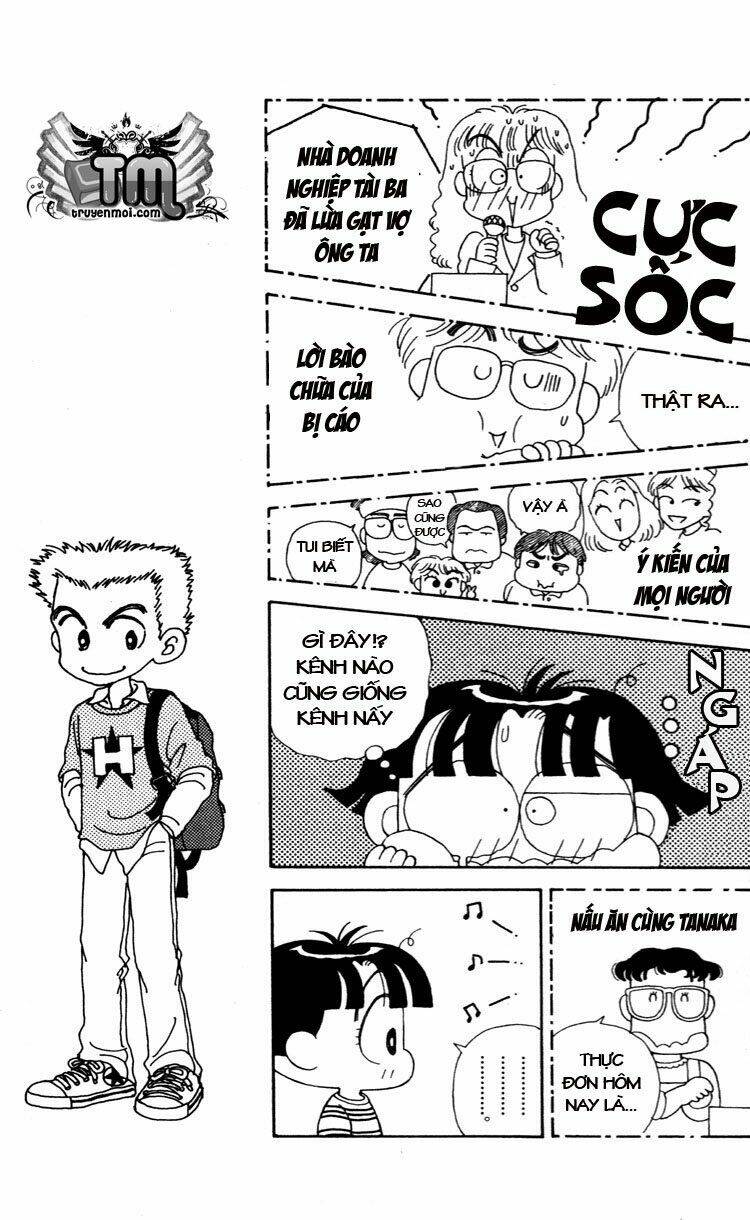 TM
truyenmoi.com
NHÀ DOANH
NGHIỆP TÀI BA
ĐÃ LỪA GẠT VỢ
ÔNG TA
CỰC
SỐC
LỜI BÀO
CHỮA CỦA
BỊ CÁO
THẬT RA...
TUI BIẾT
MÀ
SAO
CŨNG
ĐƯỢC
VẬY À
Ý KIẾN CỦA
MỌI NGƯỜI
GÌ ĐÂY!?
KÊNH NÀO
CŨNG GIỐNG
KÊNH NẤY
NGÁP
H
NẤU ĂN CÙNG TANAKA
THỰC
ĐƠN HÔM
NAY LÀ...